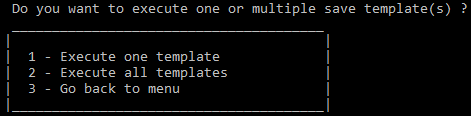 Do you want to execute one or multiple save template(s) ?
1 - Execute one template
2 - Execute all templates
3 - Go back to menu